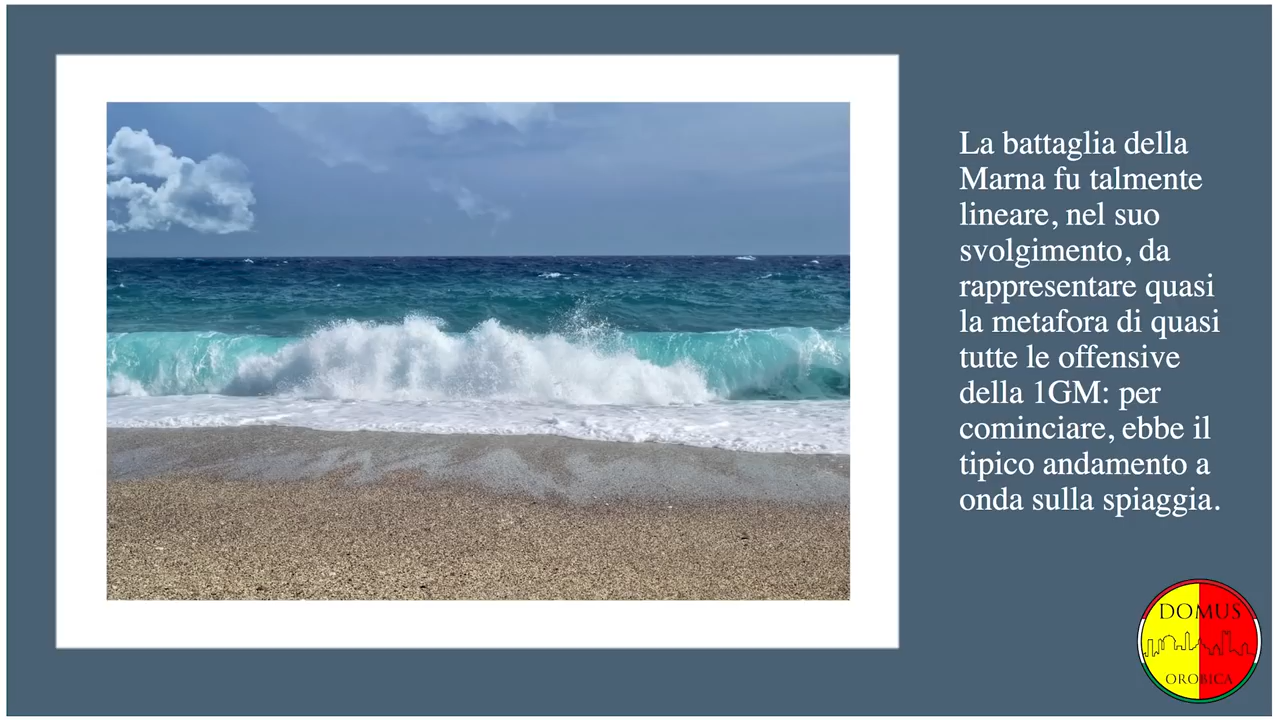 La battaglia della
Marna fu talmente
lineare, nel suo
svolgimento, da
rappresentare quasi
la metafora di quasi
tutte le offensive
della 1GM: per
cominciare, ebbe il
tipico andamento a
onda sulla spiaggia.
DOMUS
OROBICA